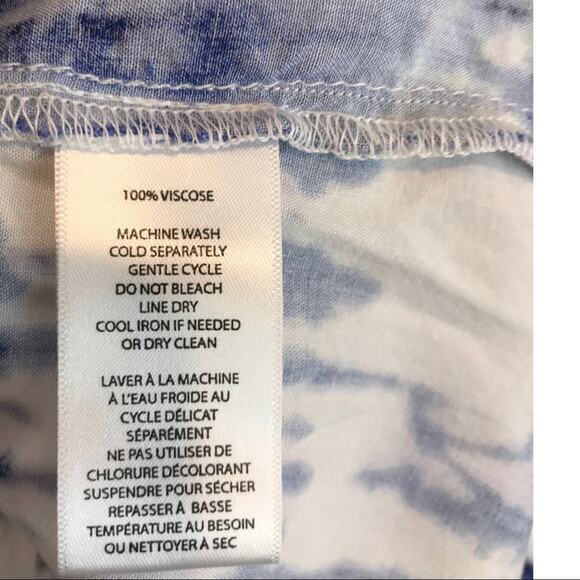 100% VISCOSE
MACHINE WASH
COLD SEPARATELY
GENTLE CYCLE
DO NOT BLEACH
LINE DRY
COOL IRON IF NEEDED
OR DRY CLEAN
LAVER À LA MACHINE
À L'EAU FROIDE AU
CYCLE DÉLICAT
SÉPARÉMENT
NE PAS UTILISER DE
CHLORURE DÉCOLORANT
SUSPENDRE POUR SÉCHER
REPASSER À BASSE
TEMPÉRATURE AU BESOIN
OU NETTOYER À SEC